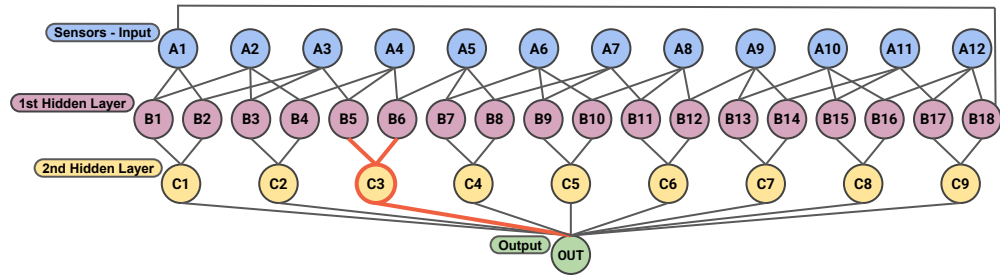 Sensors - Input
A1 A2 A3 A4 A5 A6 A7 A8 A9 A10 A11 A12
1st Hidden Layer
B1 B2 B3 B4 B5 B6 B7 B8 B9 B10 B11 B12 B13 B14 B15 B16 B17 B18
2nd Hidden Layer
C1 C2 C3 C4 C5 C6 C7 C8 C9
Output
OUT